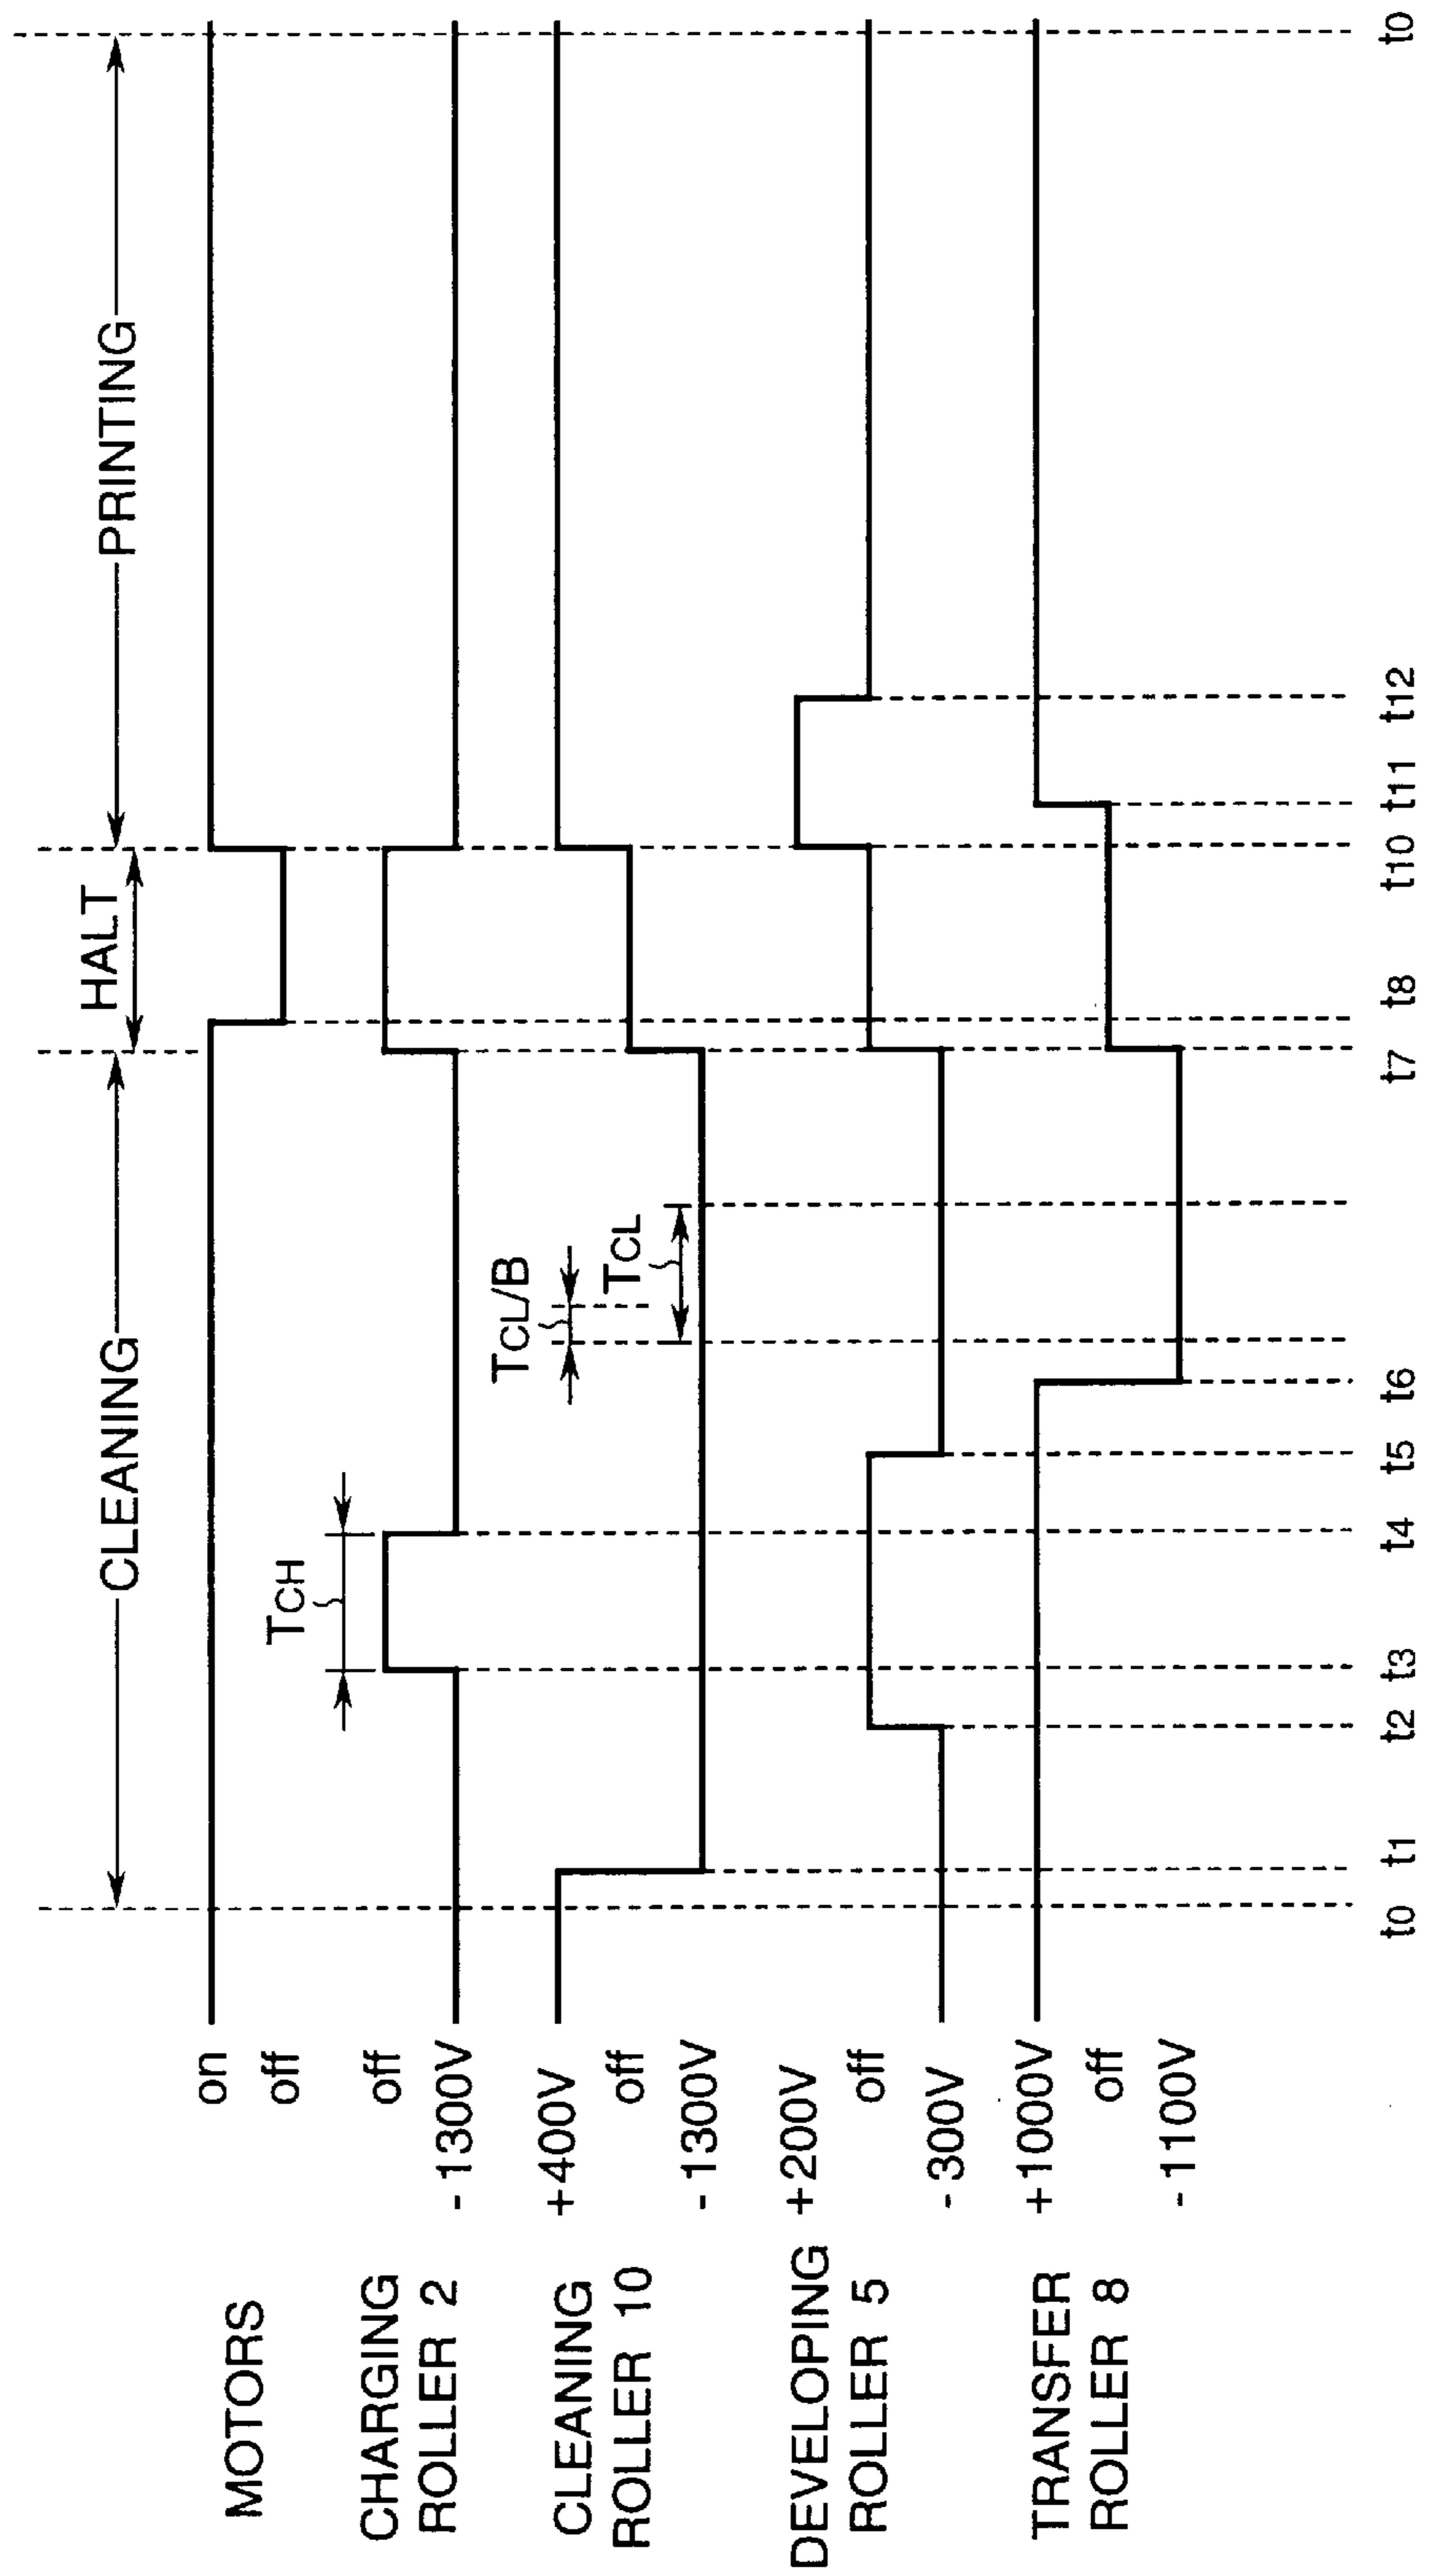 CLEANING
HALT
PRINTING
MOTORS
on
off
TCH
CHARGING
ROLLER 2
off
- 1300V
TCL/B
TCL
CLEANING
ROLLER 10
+400V
off
- 1300V
DEVELOPING
ROLLER 5
+200V
off
- 300V
TRANSFER
ROLLER 8
+1000V
off
- 1100V
t0 t1 t2 t3 t4 t5 t6 t7 t8 t10 t11 t12 t0